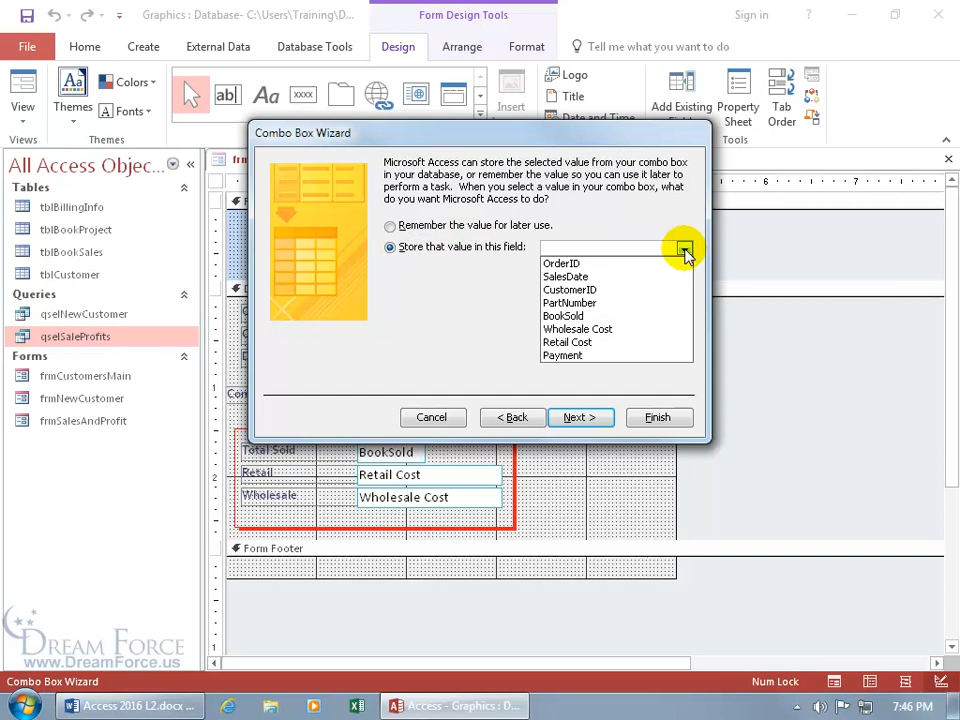 Graphics : Database- C:\Users\Training\D...
Form Design Tools
Sign in
?
File
Home
Create
External Data
Database Tools
Design
Arrange
Format
Tell me what you want to do
View
Views
Themes
Colors
Fonts
Themes
ab|
Aa
xxxx
Insert
Logo
Title
Date and Time
Add Existing
Property Sheet
Tab Order
Tools
All Access Objec...
Tables
tblBillingInfo
tblBookProject
tblBookSales
tblCustomer
Queries
qselNewCustomer
qselSaleProfits
Forms
frmCustomersMain
frmNewCustomer
frmSalesAndProfit
Combo Box Wizard
Microsoft Access can store the selected value from your combo box
in your database, or remember the value so you can use it later to
perform a task. When you select a value in your combo box, what
do you want Microsoft Access to do?
Remember the value for later use.
Store that value in this field:
OrderID
SalesDate
CustomerID
PartNumber
BookSold
Wholesale Cost
Retail Cost
Payment
Cancel
< Back
Next >
Finish
6
7
1
2
Total Sold
BookSold
Retail
Retail Cost
Wholesale
Wholesale Cost
Form Footer
DREAM FORCE
www.DreamForce.us
Combo Box Wizard
Num Lock
Access 2016 L2.docx ...
Access - Graphics : D...
7:46 PM